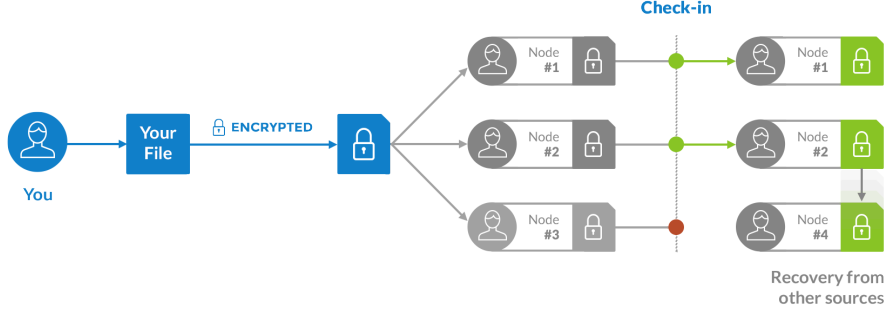 Check-in
Node
#1
Node
#1
Your
File
ENCRYPTED
Node
#2
Node
#2
You
Node
#3
Node
#4
Recovery from
other sources